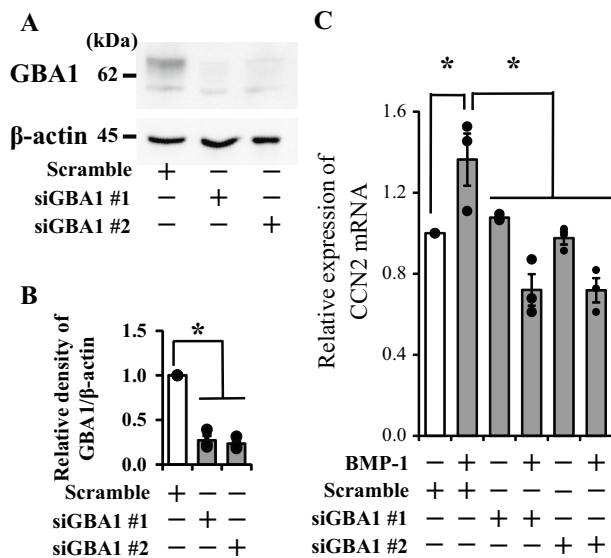 A
(kDa)
GBA1
62
β-actin
45
Scramble + − −
siGBA1 #1 − + −
siGBA1 #2 − − +
B
Relative density of
GBA1/β-actin
*
1.5
1.0
0.5
0.0
Scramble + − −
siGBA1 #1 − + −
siGBA1 #2 − − +
C
Relative expression of
CCN2 mRNA
* *
1.6
1.2
0.8
0.4
0
BMP-1 − + − + − +
Scramble + + − − − −
siGBA1 #1 − − + + − −
siGBA1 #2 − − − − + +